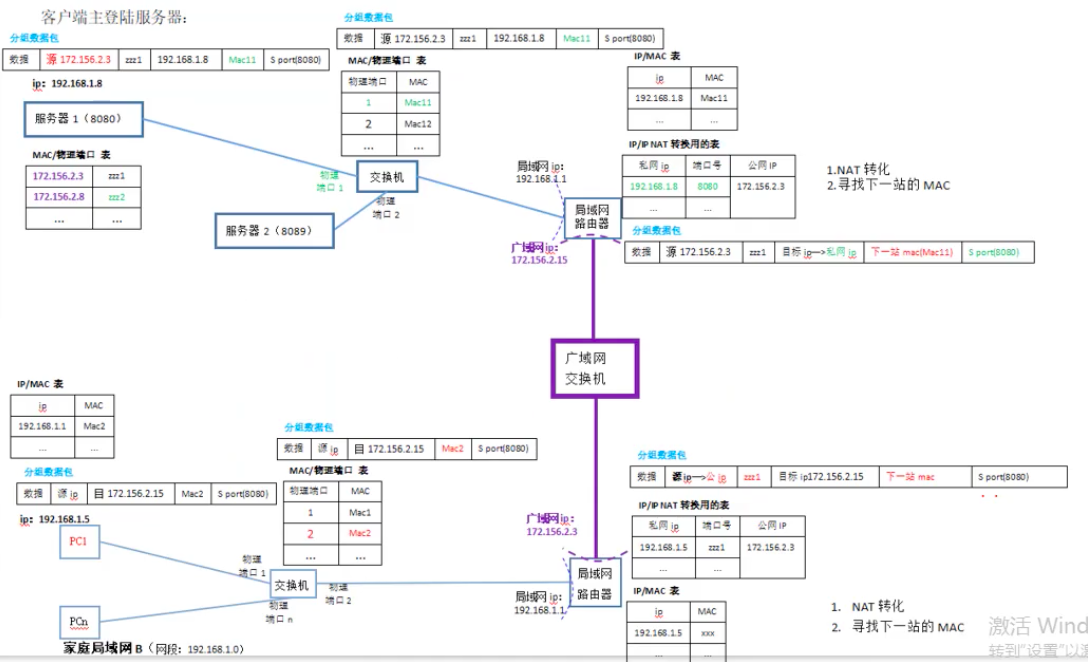 客户端主登陆服务器：
分组数据包
数据 源 172.156.2.3 zzz1 192.168.1.8 Mac11 S port(8080)
ip：192.168.1.8
服务器 1（8080）
MAC/物理端口 表
172.156.2.3 zzz1
172.156.2.8 zzz2
... ...
服务器 2（8089）
分组数据包
数据 源 172.156.2.3 zzz1 192.168.1.8 Mac11 S port(8080)
MAC/物理端口 表
物理端口 MAC
1 Mac11
2 Mac12
... ...
物理
端口 1
交换机
物理
端口 2
IP/MAC 表
ip MAC
192.168.1.8 Mac11
... ...
IP/IP NAT 转换用的表
私网 ip 端口号 公网 IP
192.168.1.8 8080 172.156.2.3
... ...
局域网 ip:
192.168.1.1
局域网
路由器
广域网ip:
172.156.2.15
1.NAT 转化
2.寻找下一站的 MAC
分组数据包
数据 源 172.156.2.3 zzz1 目标 ip—>私网 ip 下一站 mac(Mac11) S port(8080)
广域网
交换机
IP/MAC 表
ip MAC
192.168.1.1 Mac2
... ...
分组数据包
数据 源 ip 目 172.156.2.15 Mac2 S port(8080)
ip：192.168.1.5
PC1
PCn
家庭局域网 B（网段：192.168.1.0）
分组数据包
数据 源 ip 目 172.156.2.15 Mac2 S port(8080)
MAC/物理端口 表
物理端口 MAC
1 Mac1
2 Mac2
... ...
物理
端口 1
交换机
物理
端口 2
物理
端口 n
分组数据包
数据 源ip—>公 ip zzz1 目标 ip172.156.2.15 下一站 mac S port(8080)
IP/IP NAT 转换用的表
私网 ip 端口号 公网 IP
192.168.1.5 zzz1 172.156.2.3
... ...
广域网ip:
172.156.2.3
局域网
路由器
局域网 ip:
192.168.1.1
IP/MAC 表
ip MAC
192.168.1.5 xxx
... ...
1. NAT 转化
2. 寻找下一站的 MAC
激活 Wind
转到"设置"以